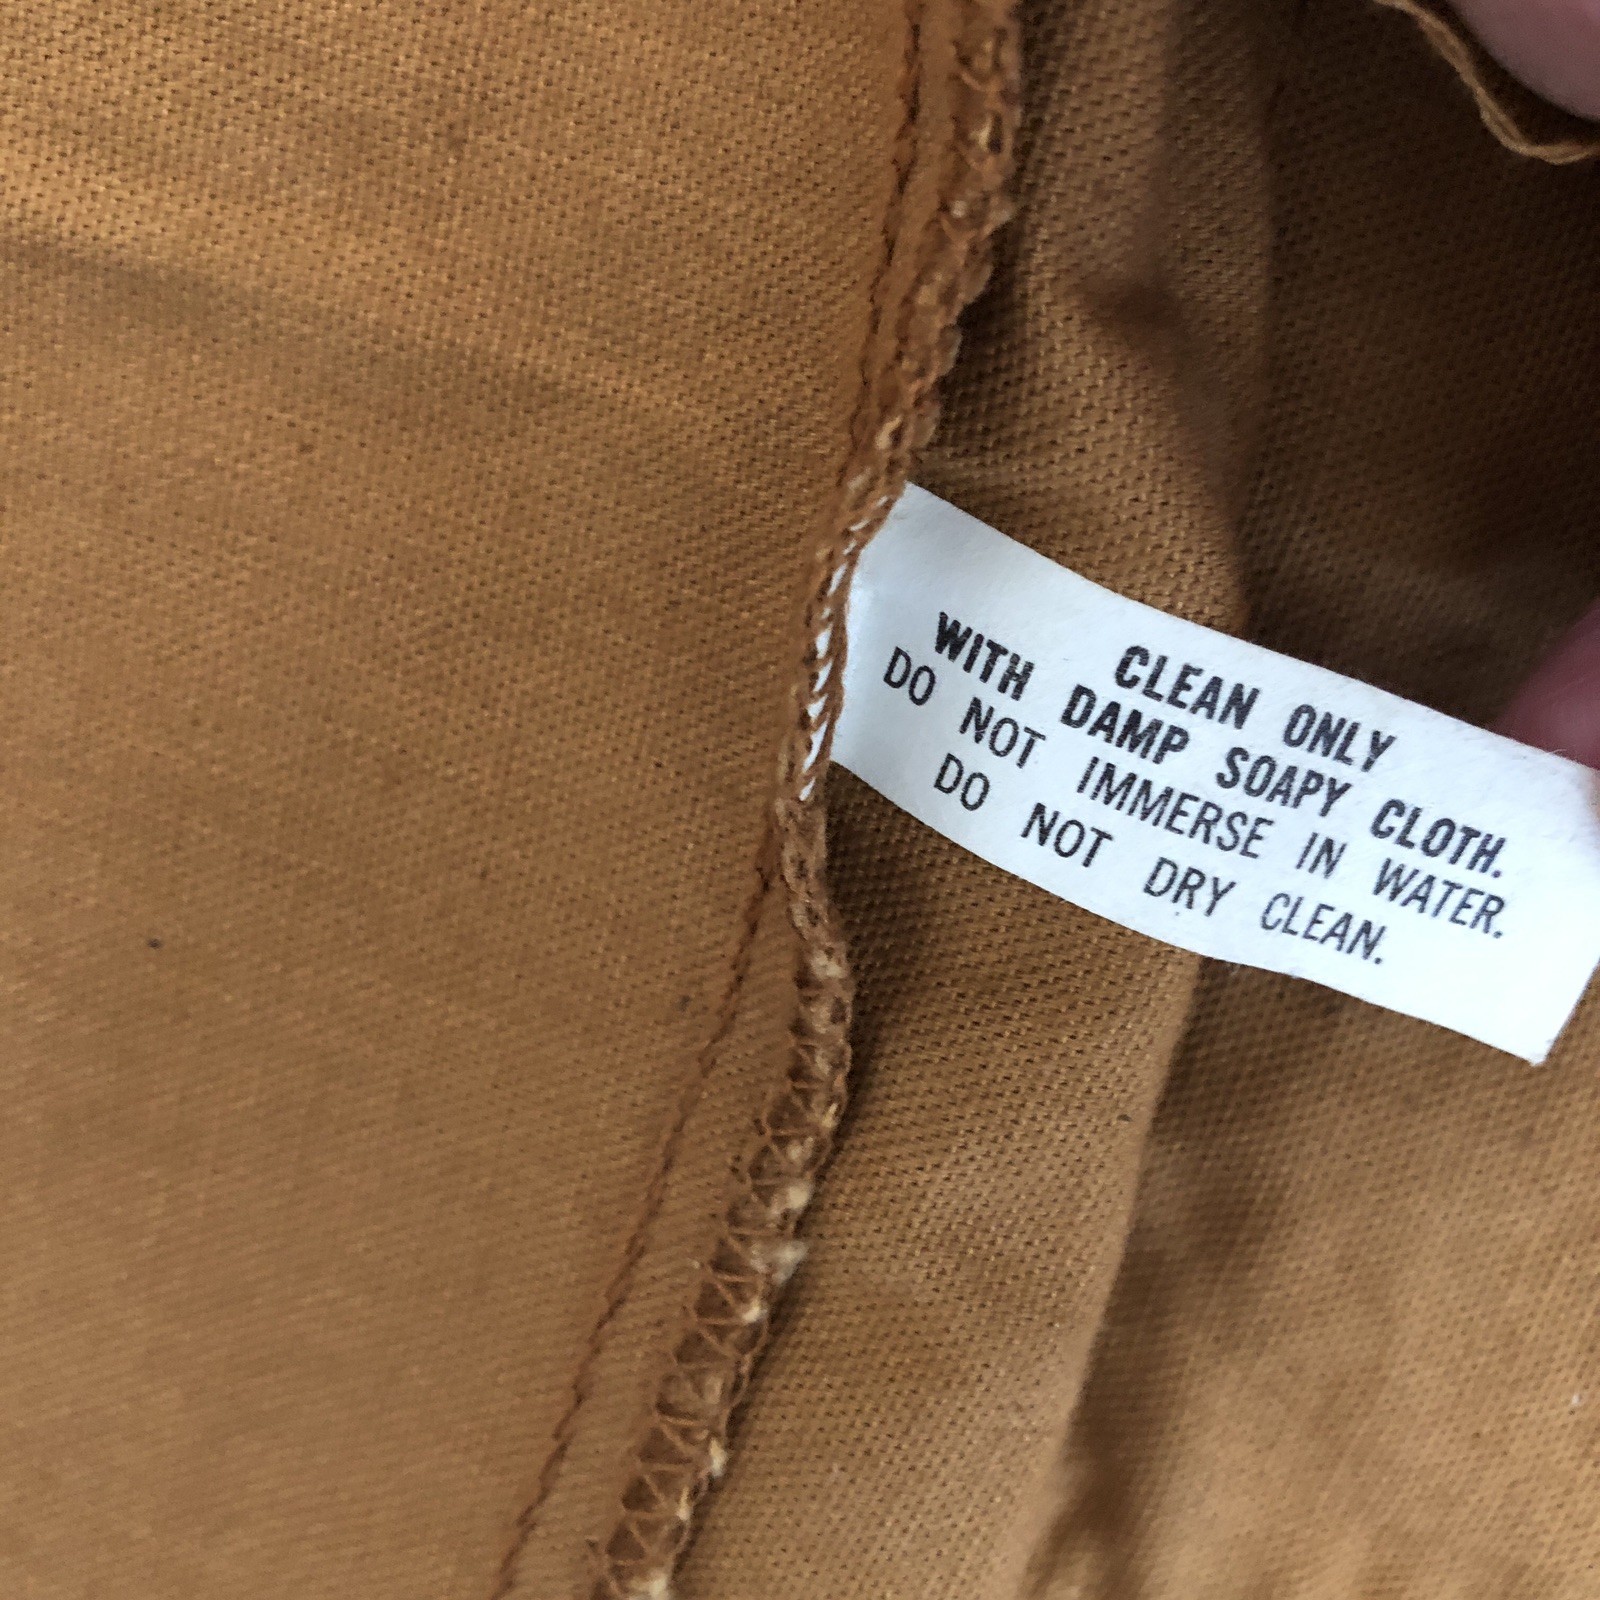 CLEAN ONLY
WITH DAMP SOAPY CLOTH.
DO NOT IMMERSE IN WATER.
DO NOT DRY CLEAN.